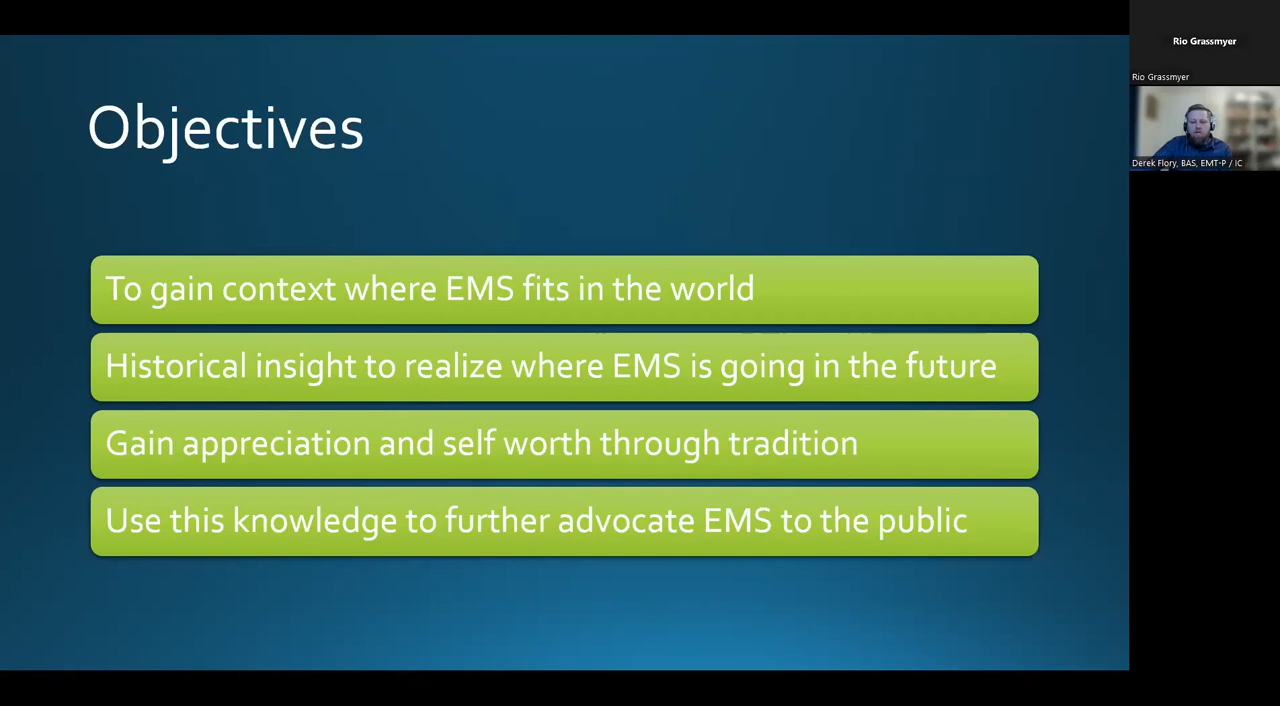 Objectives
To gain context where EMS fits in the world
Historical insight to realize where EMS is going in the future
Gain appreciation and self worth through tradition
Use this knowledge to further advocate EMS to the public
Rio Grassmyer
Rio Grassmyer
Derek Flory, BAS, EMT-P / IC